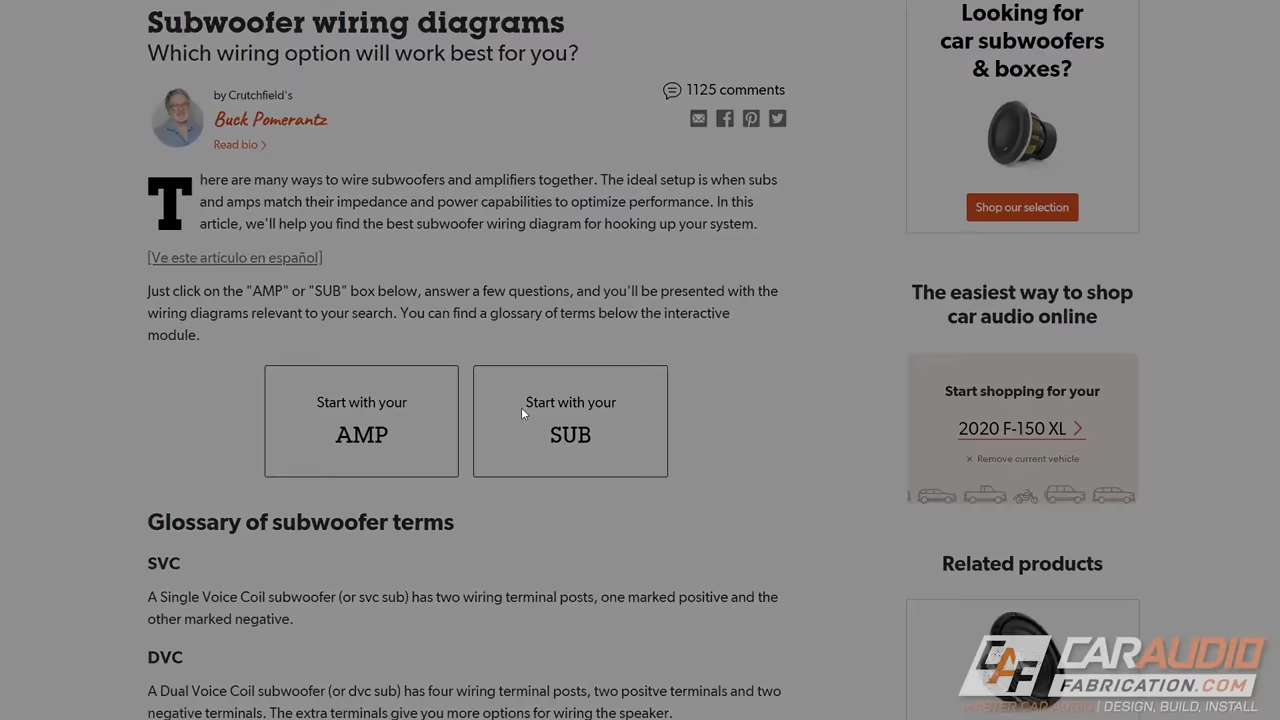 Subwoofer wiring diagrams
Which wiring option will work best for you?
by Crutchfield's
Buck Pomerantz
Read bio >
1125 comments
There are many ways to wire subwoofers and amplifiers together. The ideal setup is when subs
and amps match their impedance and power capabilities to optimize performance. In this
article, we'll help you find the best subwoofer wiring diagram for hooking up your system.
[Ve este artículo en español]
Just click on the "AMP" or "SUB" box below, answer a few questions, and you'll be presented with the
wiring diagrams relevant to your search. You can find a glossary of terms below the interactive
module.
Start with your
AMP
Start with your
SUB
Glossary of subwoofer terms
SVC
A Single Voice Coil subwoofer (or svc sub) has two wiring terminal posts, one marked positive and the
other marked negative.
DVC
A Dual Voice Coil subwoofer (or dvc sub) has four wiring terminal posts, two positve terminals and two
negative terminals. The extra terminals give you more options for wiring the speaker.
Looking for
car subwoofers
& boxes?
Shop our selection
The easiest way to shop
car audio online
Start shopping for your
2020 F-150 XL >
× Remove current vehicle
Related products
CAF
CAR AUDIO
FABRICATION.COM
MASTER CAR AUDIO | DESIGN, BUILD, INSTALL